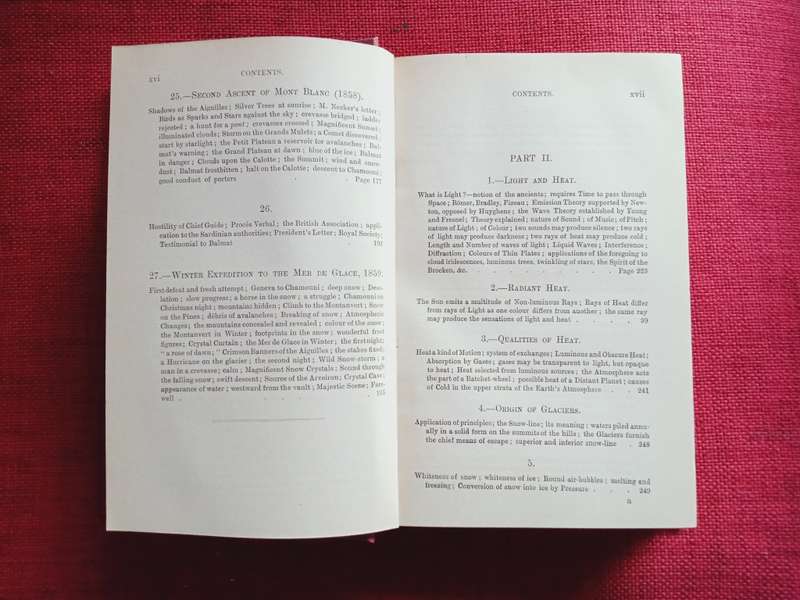 xvi CONTENTS.
25.—Second Ascent of Mont Blanc (1858).
Shadows of the Aiguilles; Silver Trees at sunrise; M. Necker's letter;
Birds as Sparks and Stars against the sky; crevasse bridged; ladder
rejected; a hunt for a pont; crevasses crossed; Magnificent Sunset;
illuminated clouds; Storm on the Grands Mulets; a Comet discovered;
start by starlight; the Petit Plateau a reservoir for avalanches; Bal-
mat's warning; the Grand Plateau at dawn; blue of the ice; Balmat
in danger; Clouds upon the Calotte; the Summit; wind and snow-
dust; Balmat frostbitten; halt on the Calotte; descent to Chamouni;
good conduct of porters . . . Page 177
26.
Hostility of Chief Guide; Procès Verbal; the British Association; appli-
cation to the Sardinian authorities; President's Letter; Royal Society;
Testimonial to Balmat
27.—Winter Expedition to the Mer de Glace, 1859.
First defeat and fresh attempt; Geneva to Chamouni; deep snow; Deso-
lation; slow progress; a horse in the snow; a struggle; Chamouni on
Christmas night; mountains hidden; Climb to the Montanvert; Snow
on the Pines; débris of avalanches; Breaking of snow; Atmospheric
Changes; the mountains concealed and revealed; colour of the snow;
the Montanvert in Winter; footprints in the snow; wonderful frost
figures; Crystal Curtain; the Mer de Glace in Winter; the first night;
"a rose of dawn"; Crimson Banners of the Aiguilles; the stakes fixed;
a Hurricane on the glacier; the second night; Wild Snow-storm; a
man in a crevasse; calm; Magnificent Snow Crystals; Sound through
the falling snow; swift descent; Source of the Arveiron; Crystal Cave;
appearance of water; westward from the vault; Majestic Scene; Fare-
well . . . . 195
CONTENTS. xvii
PART II.
1.—Light and Heat.
What is Light?—notion of the ancients; requires Time to pass through
Space; Römer, Bradley, Fizeau; Emission Theory supported by New-
ton, opposed by Huyghens; the Wave Theory established by Young
and Fresnel; Theory explained; nature of Sound; of Music; of Pitch;
nature of Light; of Colour; two sounds may produce silence; two rays
of light may produce darkness; two rays of heat may produce cold;
Length and Number of waves of light; Liquid Waves; Interference;
Diffraction; Colours of Thin Plates; applications of the foregoing to
cloud iridescences, luminous trees, twinkling of stars, the Spirit of the
Brocken, &c. . . . . . Page 223
2.—Radiant Heat.
The Sun emits a multitude of Non-luminous Rays; Rays of Heat differ
from rays of Light as one colour differs from another; the same ray
may produce the sensations of light and heat . . . . 39
3.—Qualities of Heat.
Heat a kind of Motion; system of exchanges; Luminous and Obscure Heat;
Absorption by Gases; gases may be transparent to light, but opaque
to heat; Heat selected from luminous sources; the Atmosphere acts
the part of a Ratchet-wheel; possible heat of a Distant Planet; causes
of Cold in the upper strata of the Earth's Atmosphere . . 241
4.—Origin of Glaciers.
Application of principles; the Snow-line; its meaning; waters piled annu-
ally in a solid form on the summits of the hills; the Glaciers furnish
the chief means of escape; superior and inferior snow-line . 248
5.
Whiteness of snow; whiteness of ice; Round air-bubbles; melting and
freezing; Conversion of snow into ice by Pressure . . . 249
a